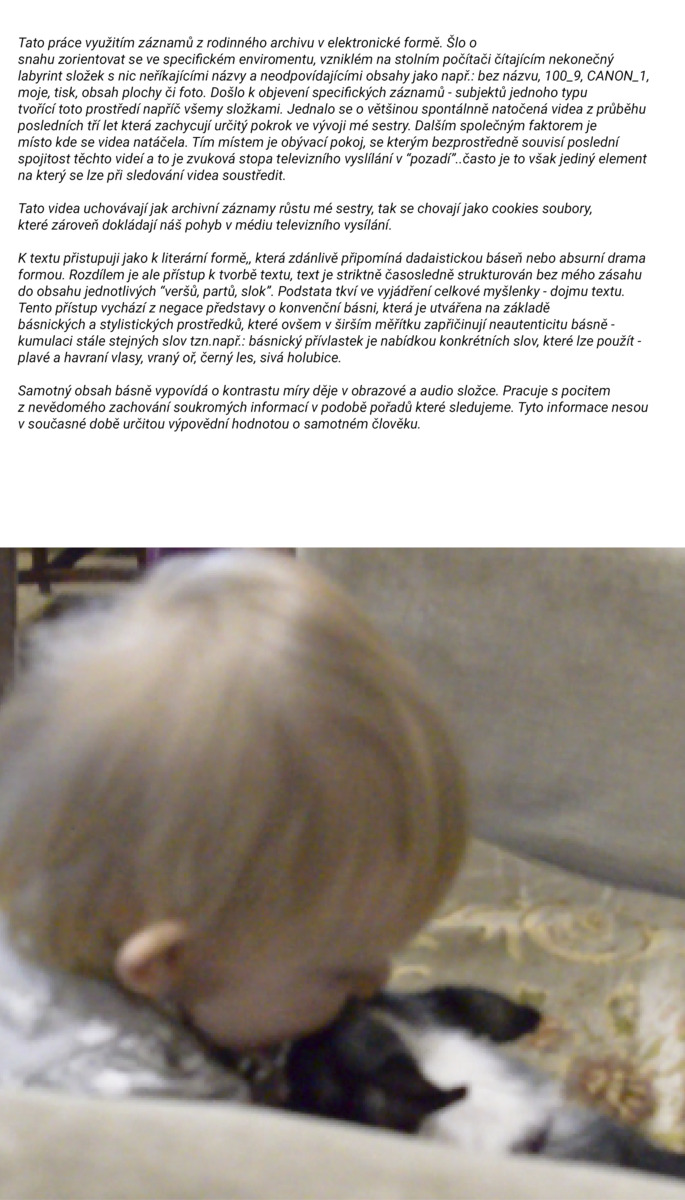 Tato práce využitím záznamů z rodinného archivu v elektronické formě. Šlo o
snahu zorientovat se ve specifickém enviromentu, vzniklém na stolním počítači čítajícím nekonečný
labyrint složek s nic neříkajícími názvy a neodpovídajícími obsahy jako např.: bez názvu, 100_9, CANON_1,
moje, tisk, obsah plochy či foto. Došlo k objevení specifických záznamů - subjektů jednoho typu
tvořící toto prostředí napříč všemy složkami. Jednalo se o většinou spontálnně natočená videa z průběhu
posledních tří let která zachycují určitý pokrok ve vývoji mé sestry. Dalším společným faktorem je
místo kde se videa natáčela. Tím místem je obývací pokoj, se kterým bezprostředně souvisí poslední
spojitost těchto videí a to je zvuková stopa televizního vyslílání v “pozadí”..často je to však jediný element
na který se lze při sledování videa soustředit.
Tato videa uchovávají jak archivní záznamy růstu mé sestry, tak se chovají jako cookies soubory,
které zároveň dokládají náš pohyb v médiu televizního vysílání.
K textu přistupuji jako k literární formě,, která zdánlivě připomíná dadaistickou báseň nebo absurní drama
formou. Rozdílem je ale přístup k tvorbě textu, text je striktně časosledně strukturován bez mého zásahu
do obsahu jednotlivých “veršů, partů, slok”. Podstata tkví ve vyjádření celkové myšlenky - dojmu textu.
Tento přístup vychází z negace představy o konvenční básni, která je utvářena na základě
básnických a stylistických prostředků, které ovšem v širším měřítku zapřičinují neautenticitu básně -
kumulaci stále stejných slov tzn.např.: básnický přívlastek je nabídkou konkrétních slov, které lze použít -
plavé a havraní vlasy, vraný oř, černý les, sivá holubice.
Samotný obsah básně vypovídá o kontrastu míry děje v obrazové a audio složce. Pracuje s pocitem
z nevědomého zachování soukromých informací v podobě pořadů které sledujeme. Tyto informace nesou
v současné době určitou výpovědní hodnotou o samotném člověku.